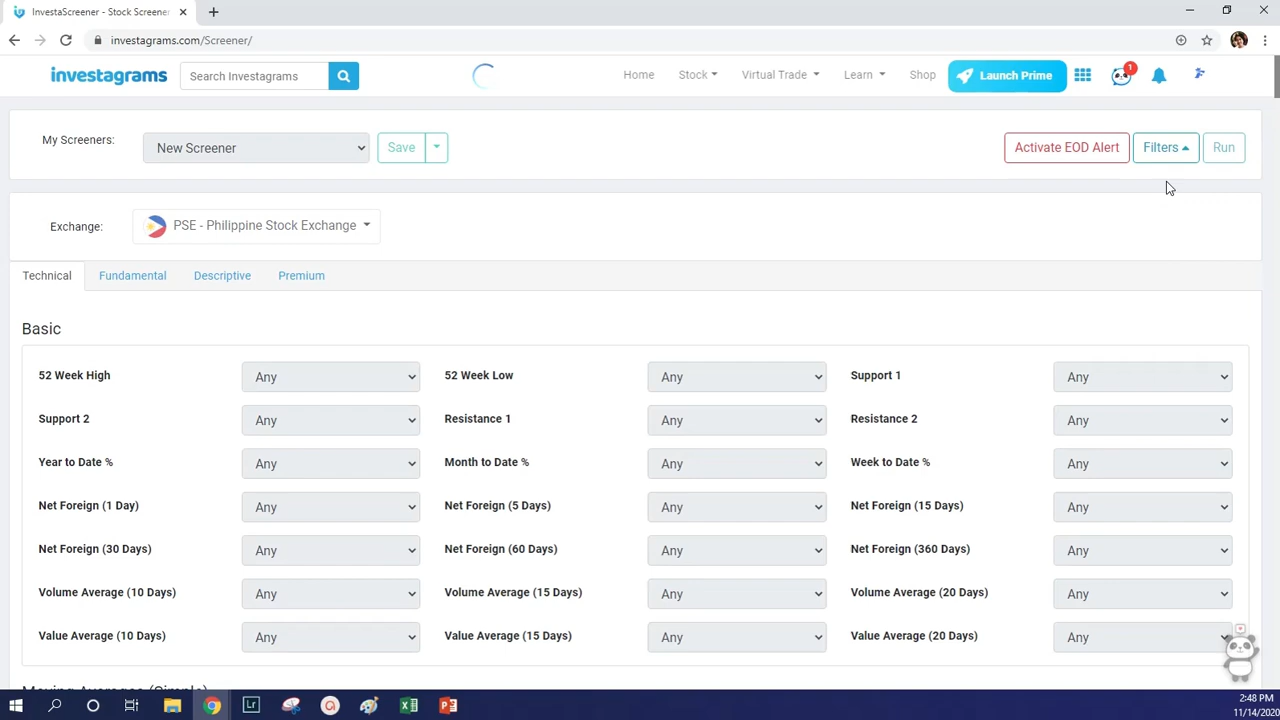 InvestaScreener - Stock Screener
investagrams.com/Screener/
investagrams
Search Investagrams
Home
Stock
Virtual Trade
Learn
Shop
Launch Prime
1
My Screeners:
New Screener
Save
Activate EOD Alert
Filters
Run
Exchange:
PSE - Philippine Stock Exchange
Technical
Fundamental
Descriptive
Premium
Basic
52 Week High
Any
52 Week Low
Any
Support 1
Any
Support 2
Any
Resistance 1
Any
Resistance 2
Any
Year to Date %
Any
Month to Date %
Any
Week to Date %
Any
Net Foreign (1 Day)
Any
Net Foreign (5 Days)
Any
Net Foreign (15 Days)
Any
Net Foreign (30 Days)
Any
Net Foreign (60 Days)
Any
Net Foreign (360 Days)
Any
Volume Average (10 Days)
Any
Volume Average (15 Days)
Any
Volume Average (20 Days)
Any
Value Average (10 Days)
Any
Value Average (15 Days)
Any
Value Average (20 Days)
Any
Moving Averages (Simple)
Lr
2:48 PM
11/14/2020